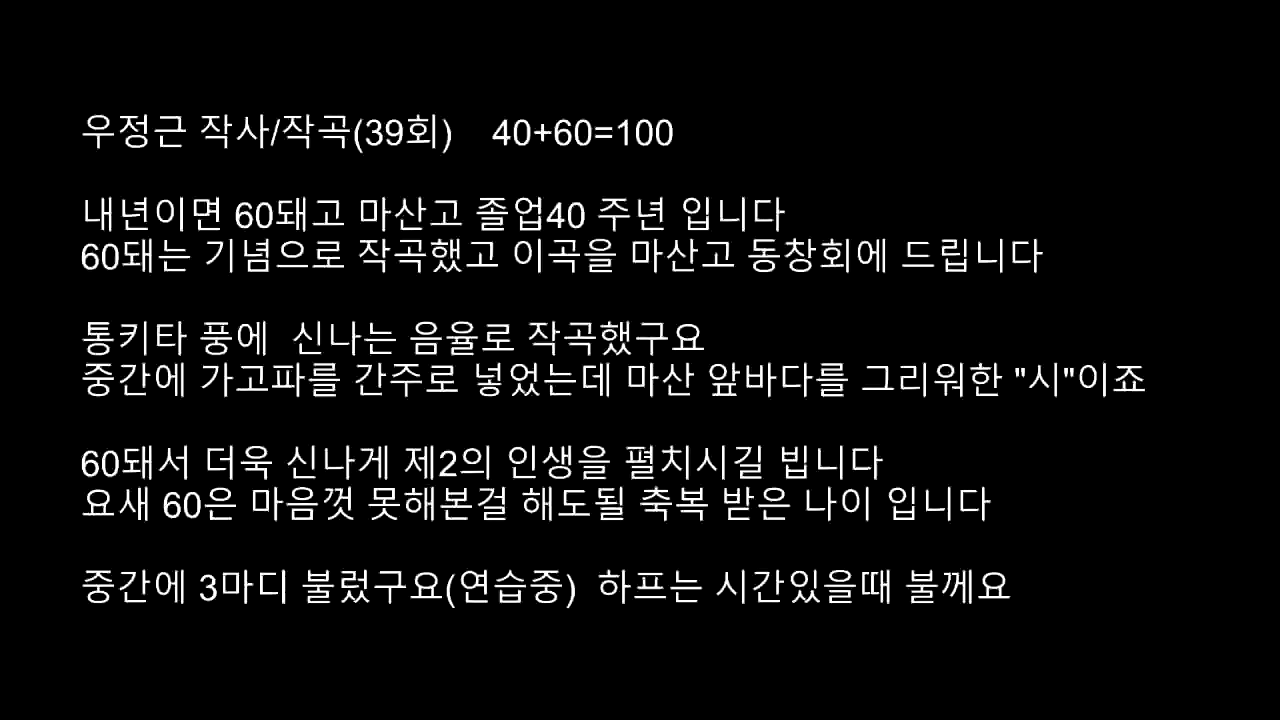 우정근 작사/작곡(39회) 40+60=100
내년이면 60돼고 마산고 졸업40 주년 입니다
60돼는 기념으로 작곡했고 이곡을 마산고 동창회에 드립니다
통키타 풍에 신나는 음율로 작곡했구요
중간에 가고파를 간주로 넣었는데 마산 앞바다를 그리워한 "시"이죠
60돼서 더욱 신나게 제2의 인생을 펼치시길 빕니다
요새 60은 마음껏 못해본걸 해도될 축복 받은 나이 입니다
중간에 3마디 불렀구요(연습중) 하프는 시간있을때 불께요